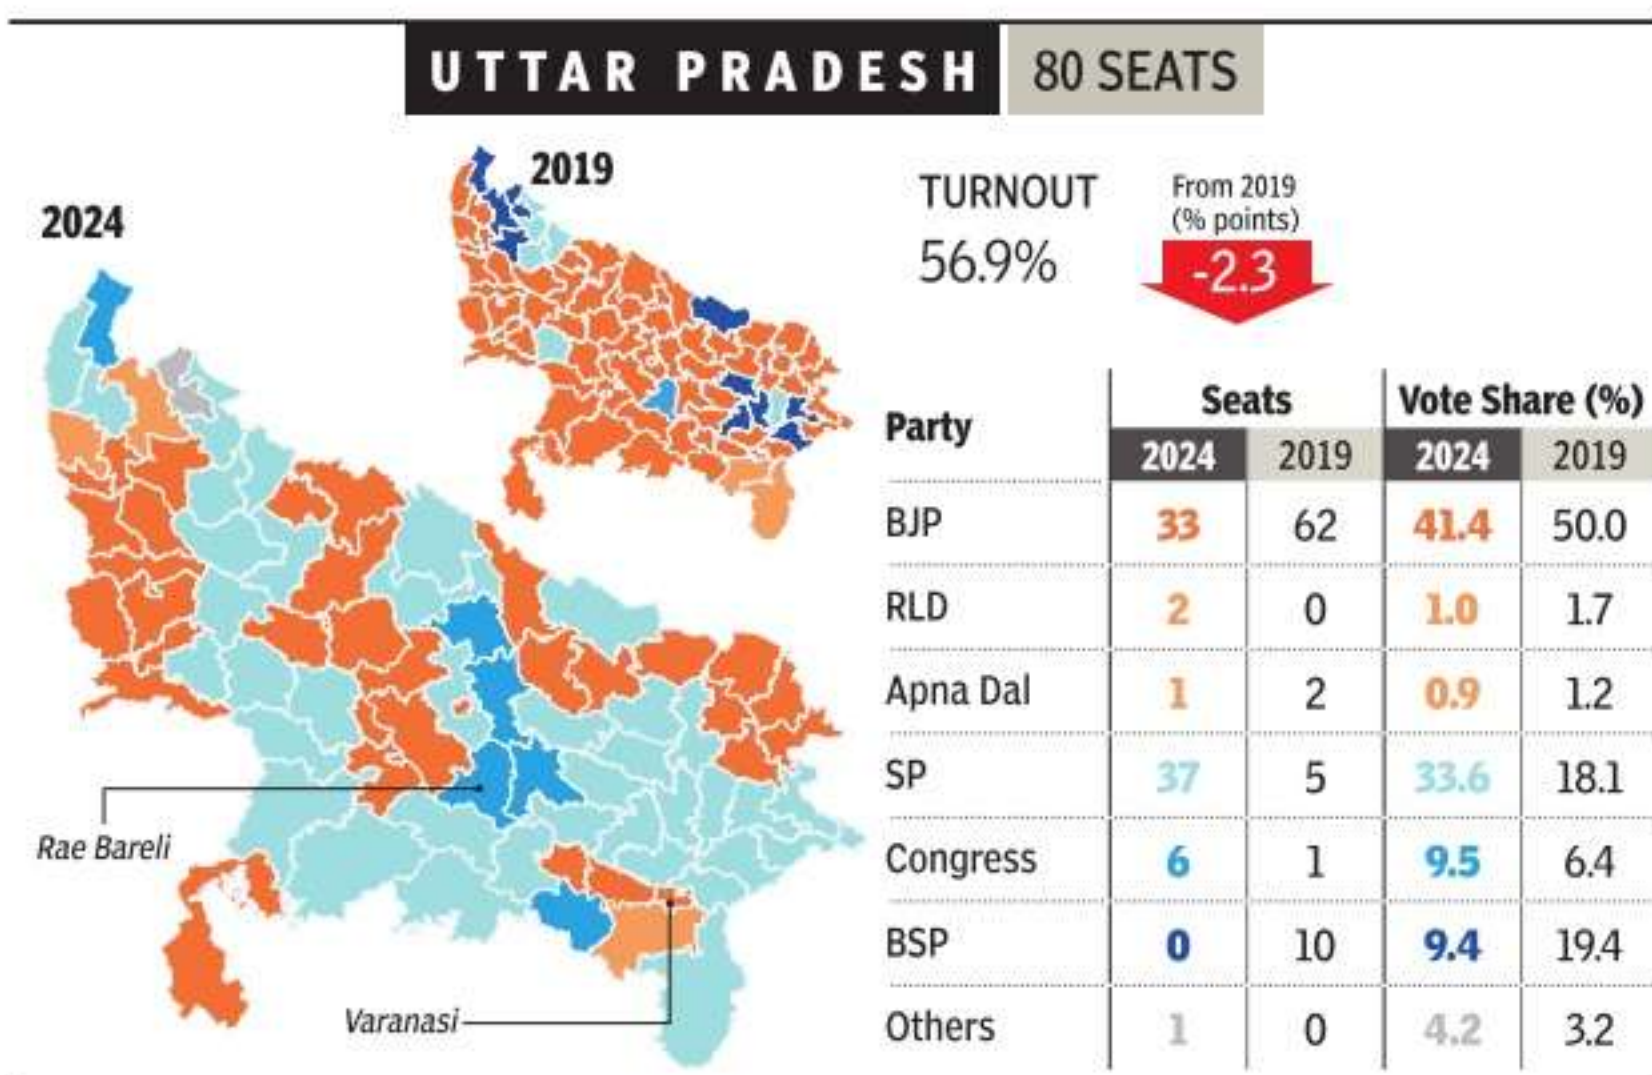 UTTAR PRADESH 80 SEATS
2024
2019
TURNOUT
56.9%
From 2019
(% points)
-2.3
Rae Bareli
Varanasi
Party Seats Vote Share (%)
2024 2019 2024 2019
BJP 33 62 41.4 50.0
RLD 2 0 1.0 1.7
Apna Dal 1 2 0.9 1.2
SP 37 5 33.6 18.1
Congress 6 1 9.5 6.4
BSP 0 10 9.4 19.4
Others 1 0 4.2 3.2